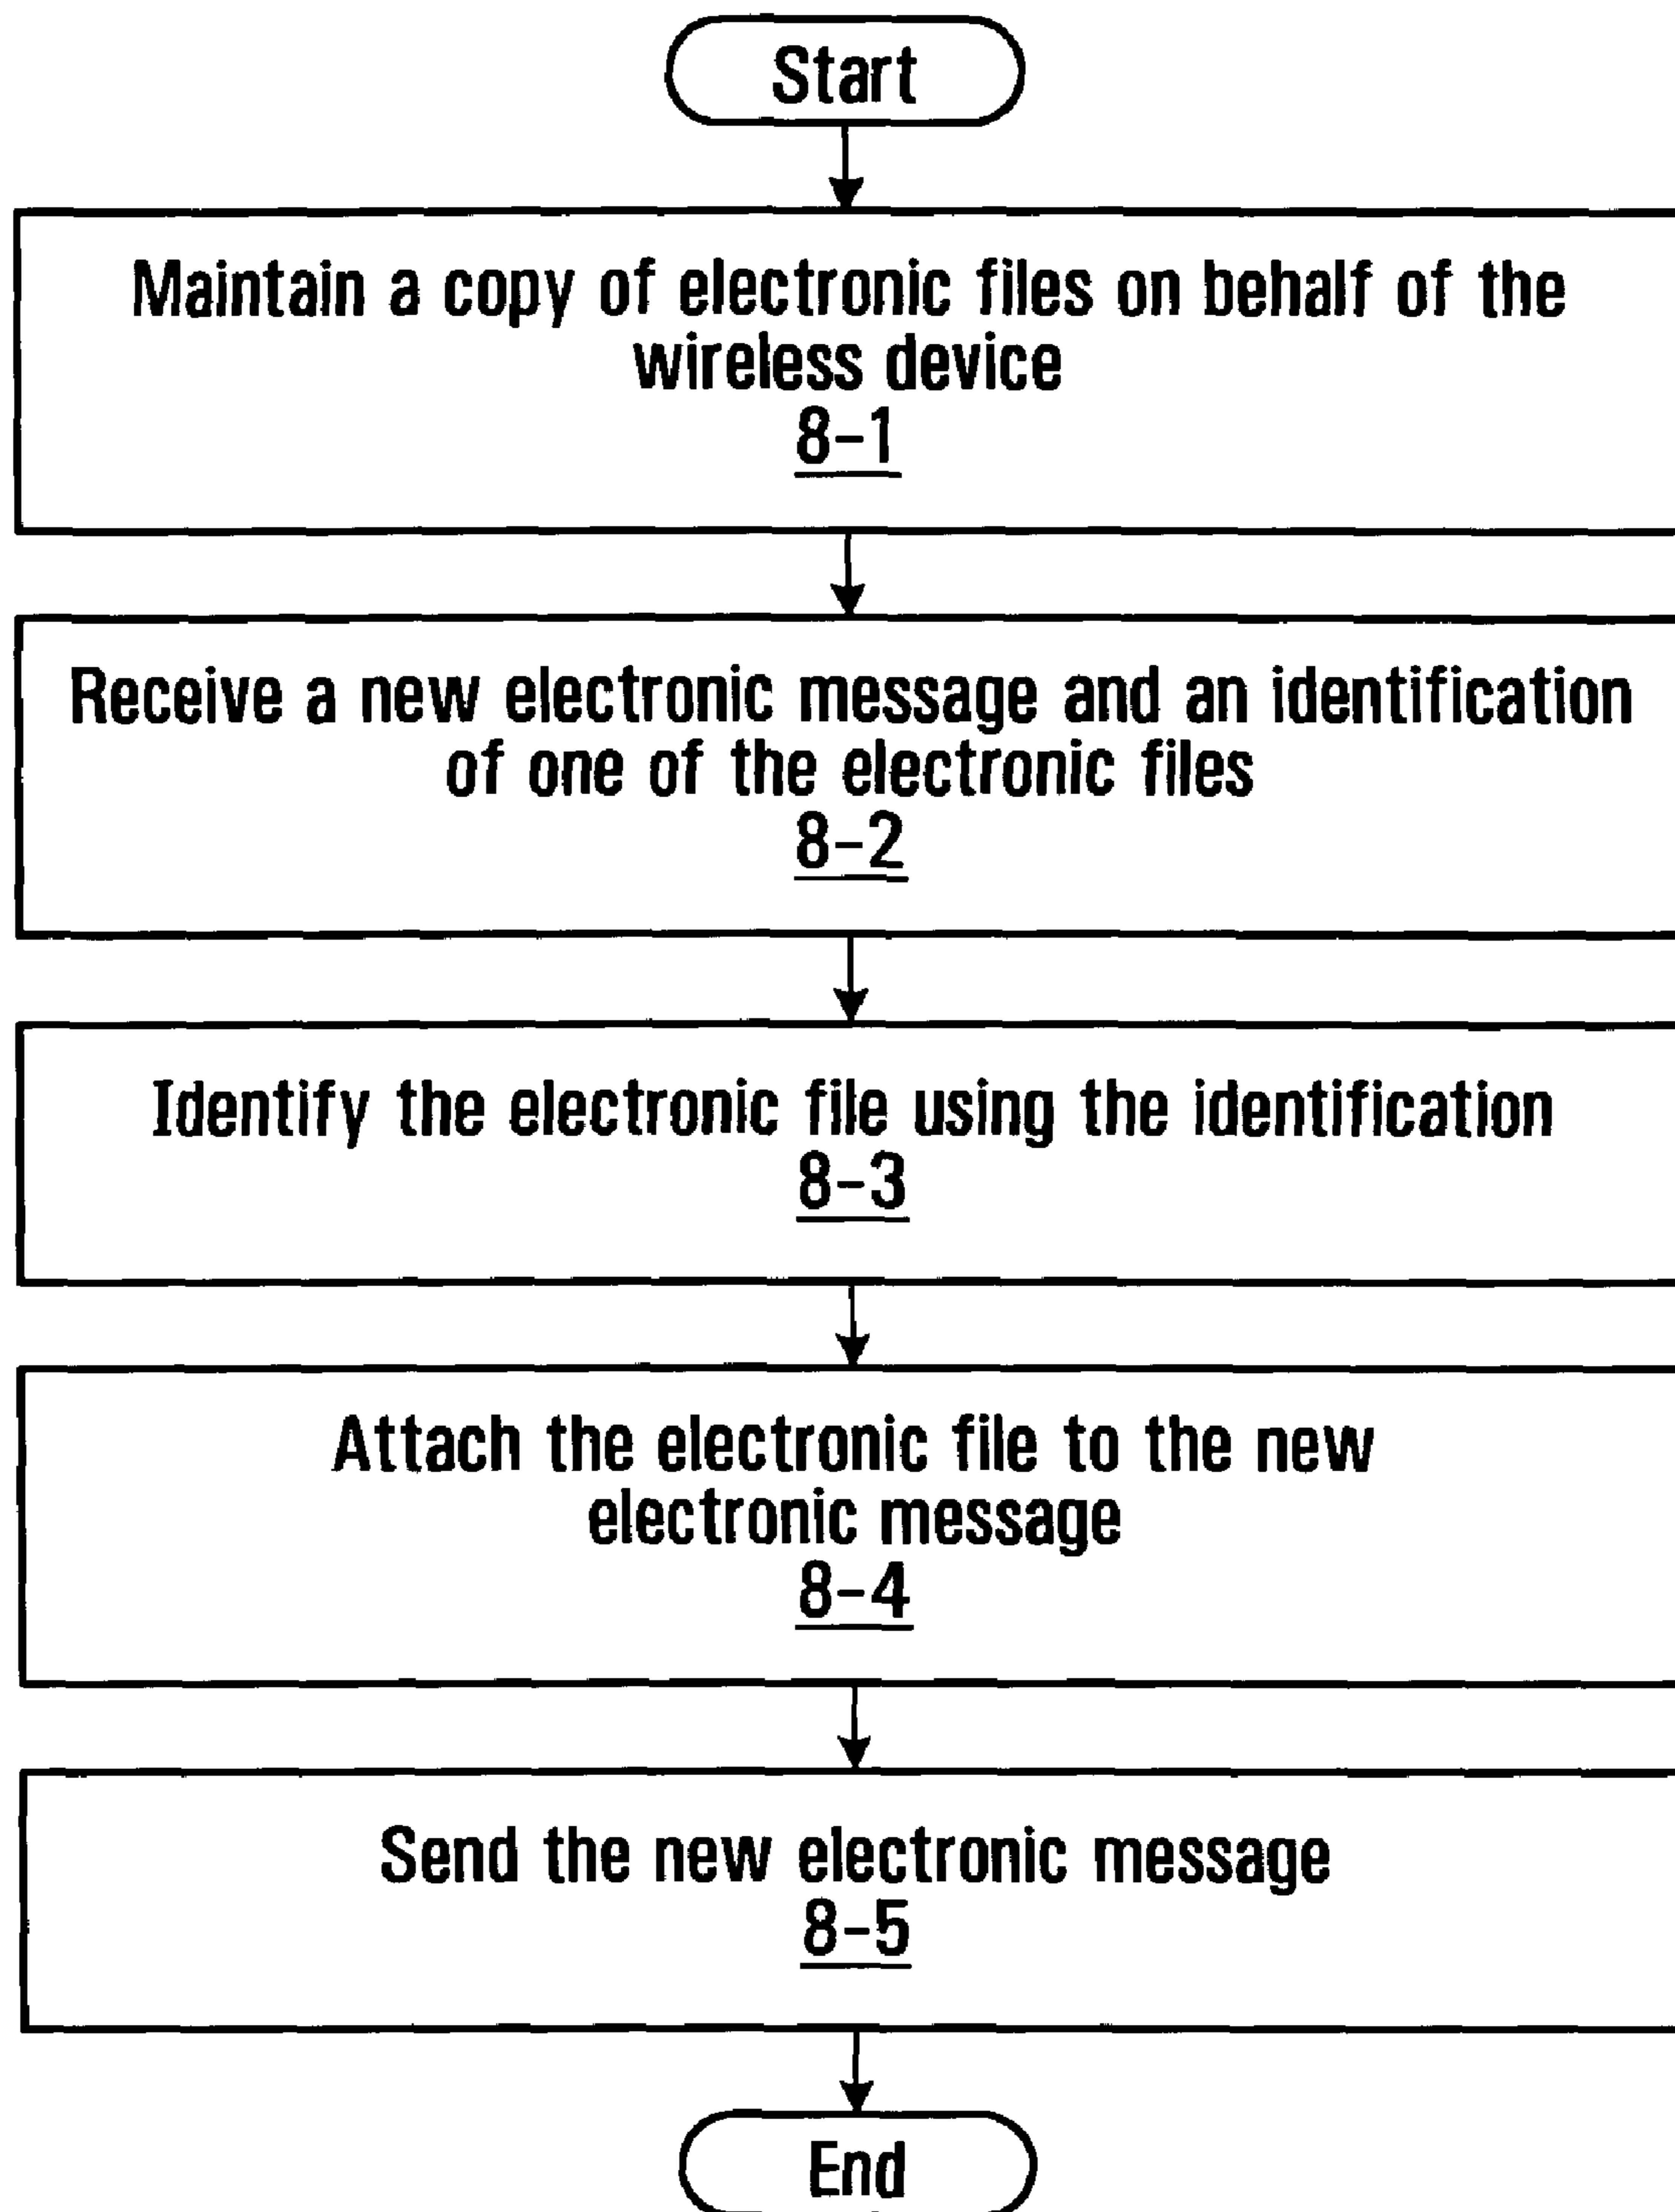 Start
Maintain a copy of electronic files on behalf of the
wireless device
8-1
Receive a new electronic message and an identification
of one of the electronic files
8-2
Identify the electronic file using the identification
8-3
Attach the electronic file to the new
electronic message
8-4
Send the new electronic message
8-5
End